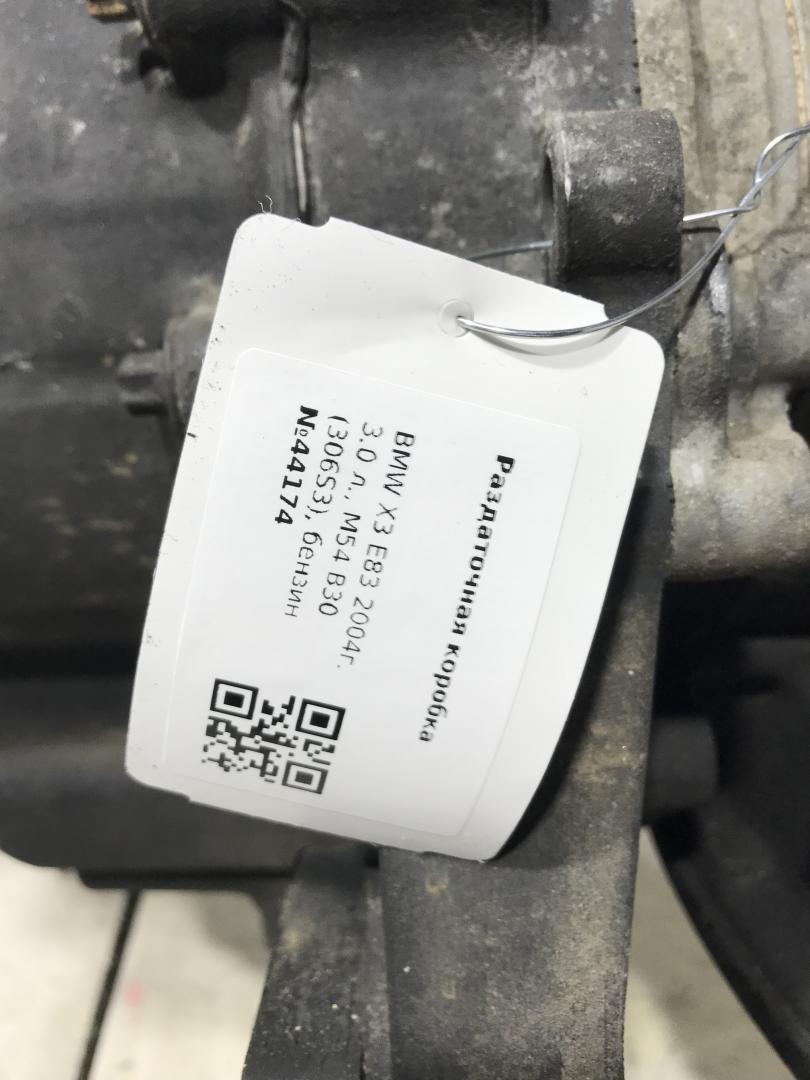 Раздаточная коробка
BMW X3 E83 2004г.
3.0 л., M54 B30
(306S3), бензин
№44174